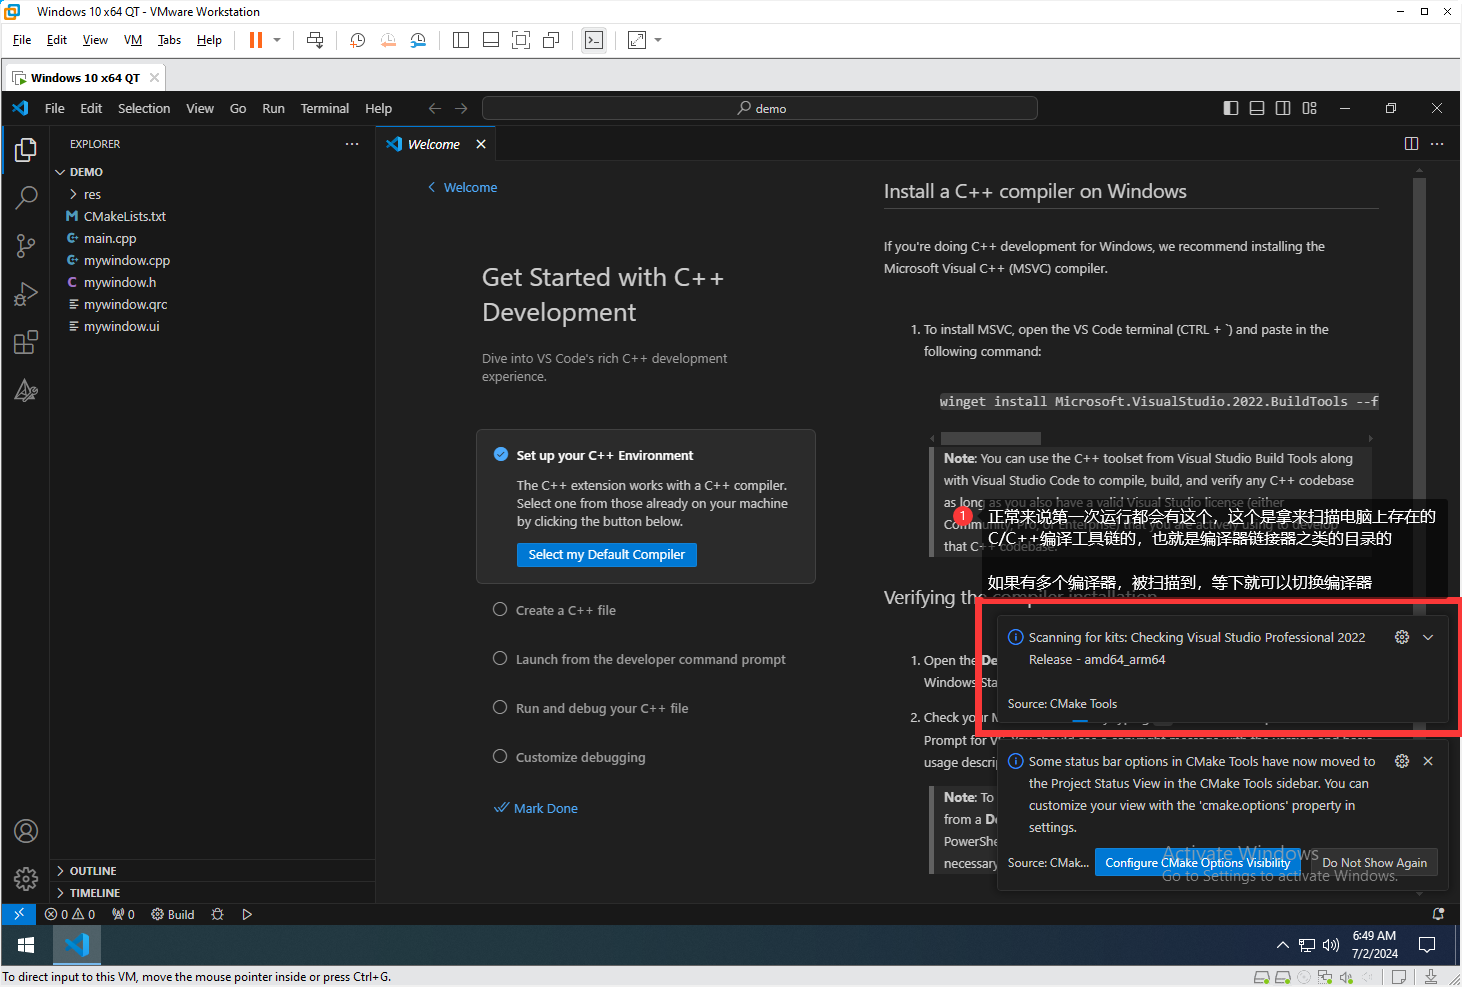 Windows 10 x64 QT - VMware Workstation
File Edit View VM Tabs Help
Windows 10 x64 QT
File Edit Selection View Go Run Terminal Help
demo
EXPLORER
Welcome
DEMO
res
CMakeLists.txt
main.cpp
mywindow.cpp
mywindow.h
mywindow.qrc
mywindow.ui
OUTLINE
TIMELINE
Welcome
Get Started with C++
Development
Dive into VS Code's rich C++ development
experience.
Set up your C++ Environment
The C++ extension works with a C++ compiler.
Select one from those already on your machine
by clicking the button below.
Select my Default Compiler
Create a C++ file
Launch from the developer command prompt
Run and debug your C++ file
Customize debugging
Mark Done
Install a C++ compiler on Windows
If you're doing C++ development for Windows, we recommend installing the
Microsoft Visual C++ (MSVC) compiler.
1. To install MSVC, open the VS Code terminal (CTRL + `) and paste in the
following command:
winget install Microsoft.VisualStudio.2022.BuildTools --f
Note: You can use the C++ toolset from Visual Studio Build Tools along
with Visual Studio Code to compile, build, and verify any C++ codebase
as long as you also have a valid Visual Studio license (either
Community, Pro, or Enterprise) that you are actively using to develop
that C++ codebase.
1
正常来说第一次运行都会有这个，这个是拿来扫描电脑上存在的
C/C++编译工具链的，也就是编译器链接器之类的目录的
如果有多个编译器，被扫描到，等下就可以切换编译器
Verifying the compiler installation
1. Open the De
Windows Sta
2. Check your M
Prompt for V
usage descrip
Note: To
from a De
PowerShe
necessary
Scanning for kits: Checking Visual Studio Professional 2022
Release - amd64_arm64
Source: CMake Tools
Some status bar options in CMake Tools have now moved to
the Project Status View in the CMake Tools sidebar. You can
customize your view with the 'cmake.options' property in
settings.
Source: CMak...
Configure CMake Options Visibility
Do Not Show Again
Activate Windows
Go to Settings to activate Windows.
0 0 0 Build
6:49 AM
7/2/2024
To direct input to this VM, move the mouse pointer inside or press Ctrl+G.